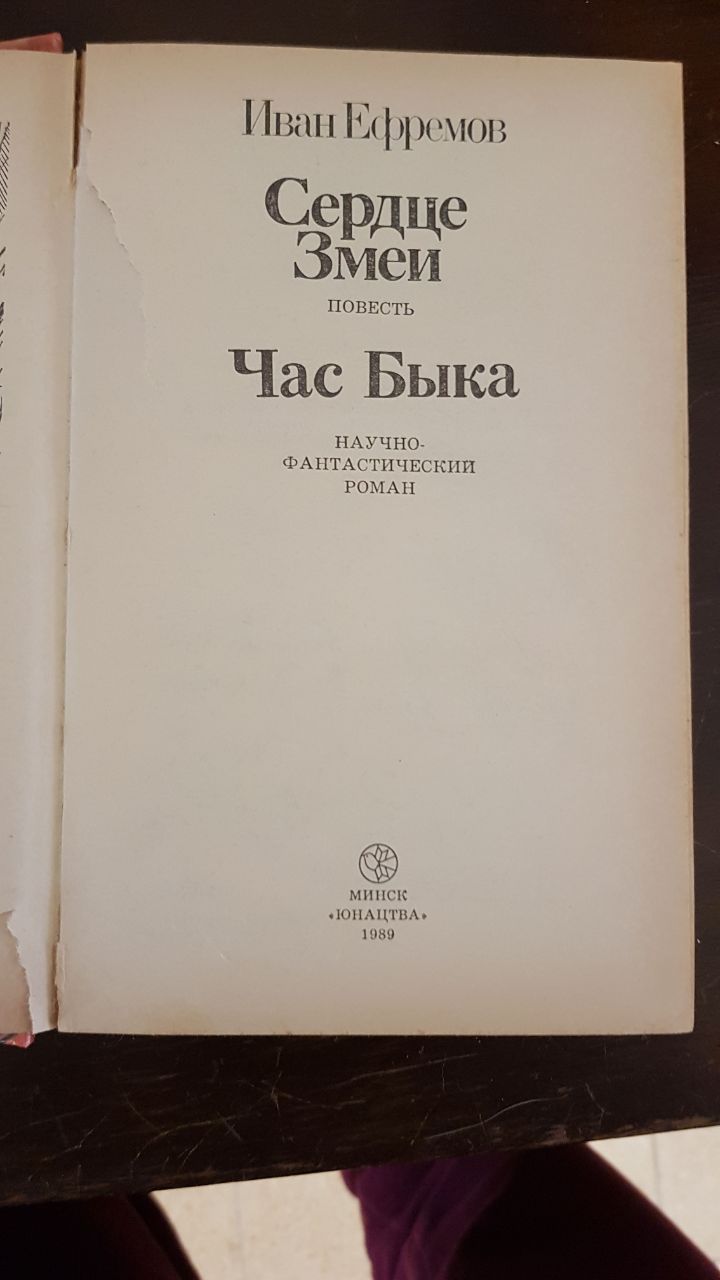 Иван Ефремов
Сердце
Змеи
ПОВЕСТЬ
Час Быка
НАУЧНО-
ФАНТАСТИЧЕСКИЙ
РОМАН
МИНСК
«ЮНАЦТВА»
1989